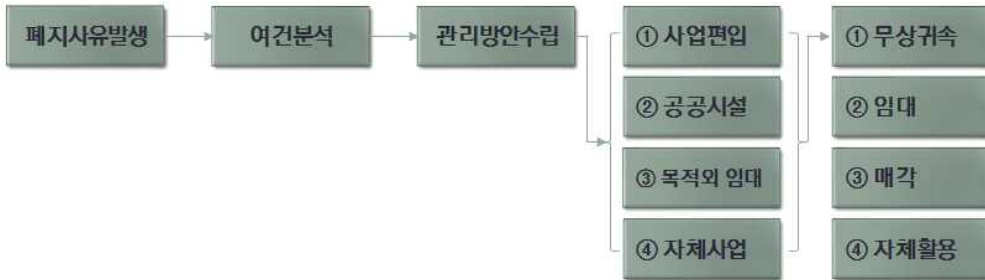 폐지사유발생
여건분석
관리방안수립
① 사업편입
② 공공시설
③ 목적외 임대
④ 자체사업
① 무상귀속
② 임대
③ 매각
④ 자체활용